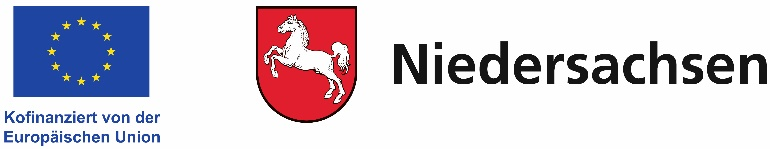 Kofinanziert von der
Europäischen Union
Niedersachsen